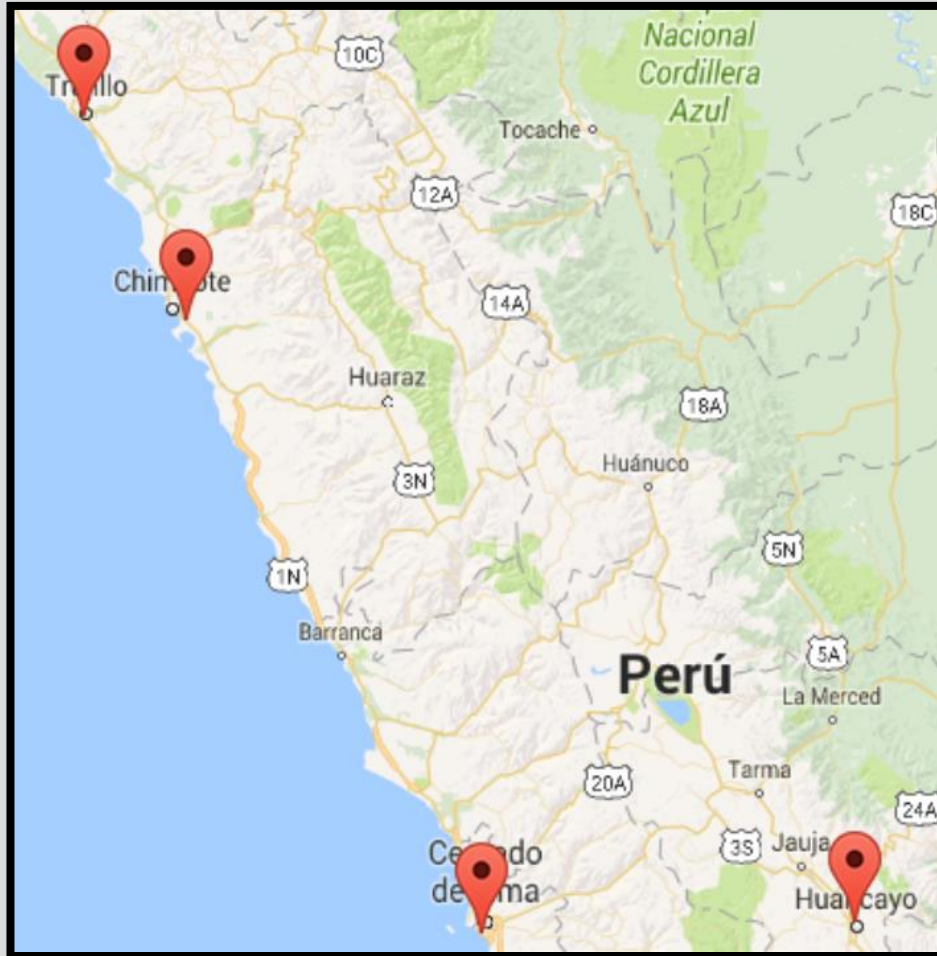 Nacional
Cordillera
Azul
10C
Tocache
12A
18C
14A
Huaraz
18A
Huánuco
3N
5N
1N
Barranca
5A
Perú
La Merced
Tarma
20A
24A
3S
Jauja